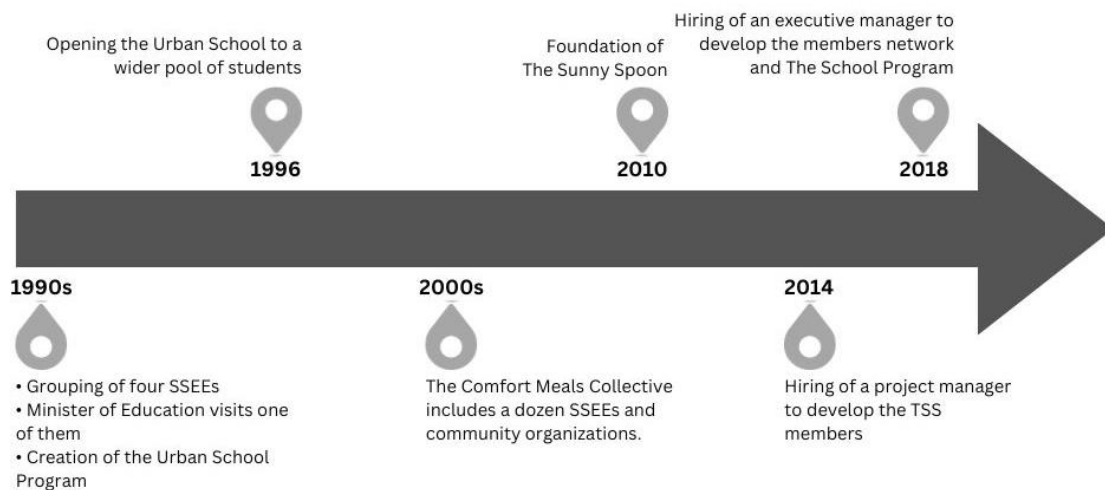 Opening the Urban School to a
wider pool of students
1996
Foundation of
The Sunny Spoon
2010
Hiring of an executive manager to
develop the members network
and The School Program
2018
1990s
• Grouping of four SSEEs
• Minister of Education visits one
of them
• Creation of the Urban School
Program
2000s
The Comfort Meals Collective
includes a dozen SSEEs and
community organizations.
2014
Hiring of a project manager
to develop the TSS
members